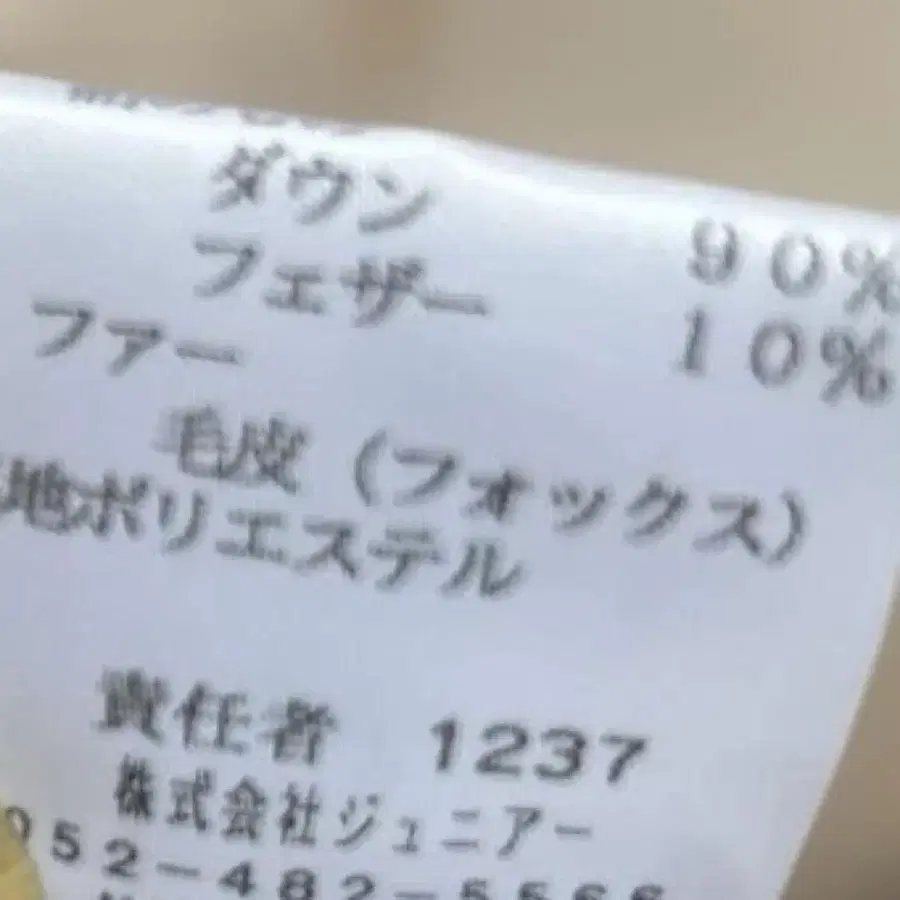 ダウン 90%
フェザー 10%
ファー
毛皮（フォックス）
地ポリエステル
責任者 1237
株式会社ジュニアー
052-482-5566